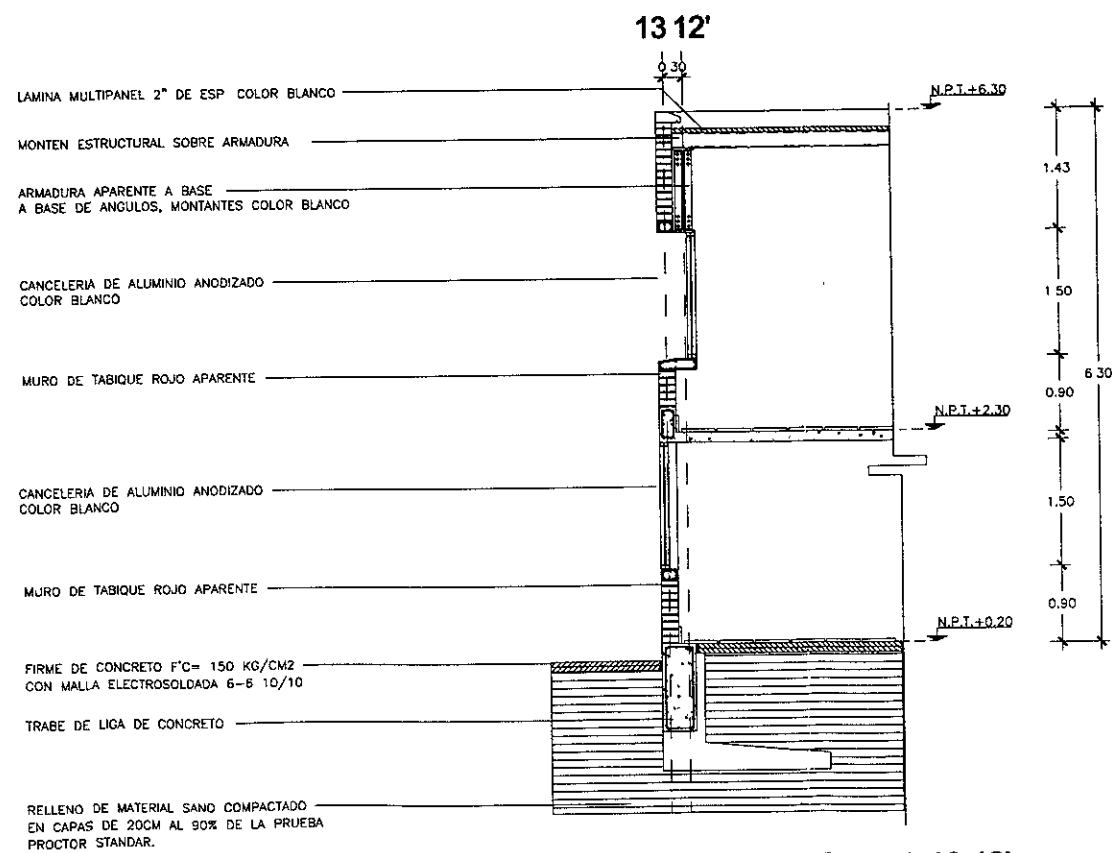 13 12'
0 30
LAMINA MULTIPANEL 2" DE ESP COLOR BLANCO
N.P.T.+6.30
MONTEN ESTRUCTURAL SOBRE ARMADURA
1.43
ARMADURA APARENTE A BASE
A BASE DE ANGULOS, MONTANTES COLOR BLANCO
CANCELERIA DE ALUMINIO ANODIZADO
COLOR BLANCO
1 50
6 30
MURO DE TABIQUE ROJO APARENTE
0.90
N.P.T.+2.30
CANCELERIA DE ALUMINIO ANODIZADO
COLOR BLANCO
1.50
MURO DE TABIQUE ROJO APARENTE
0.90
N.P.T.+0.20
FIRME DE CONCRETO F'C= 150 KG/CM2
CON MALLA ELECTROSOLDADA 6-6 10/10
TRABE DE LIGA DE CONCRETO
RELLENO DE MATERIAL SANO COMPACTADO
EN CAPAS DE 20CM AL 90% DE LA PRUEBA
PROCTOR STANDAR.